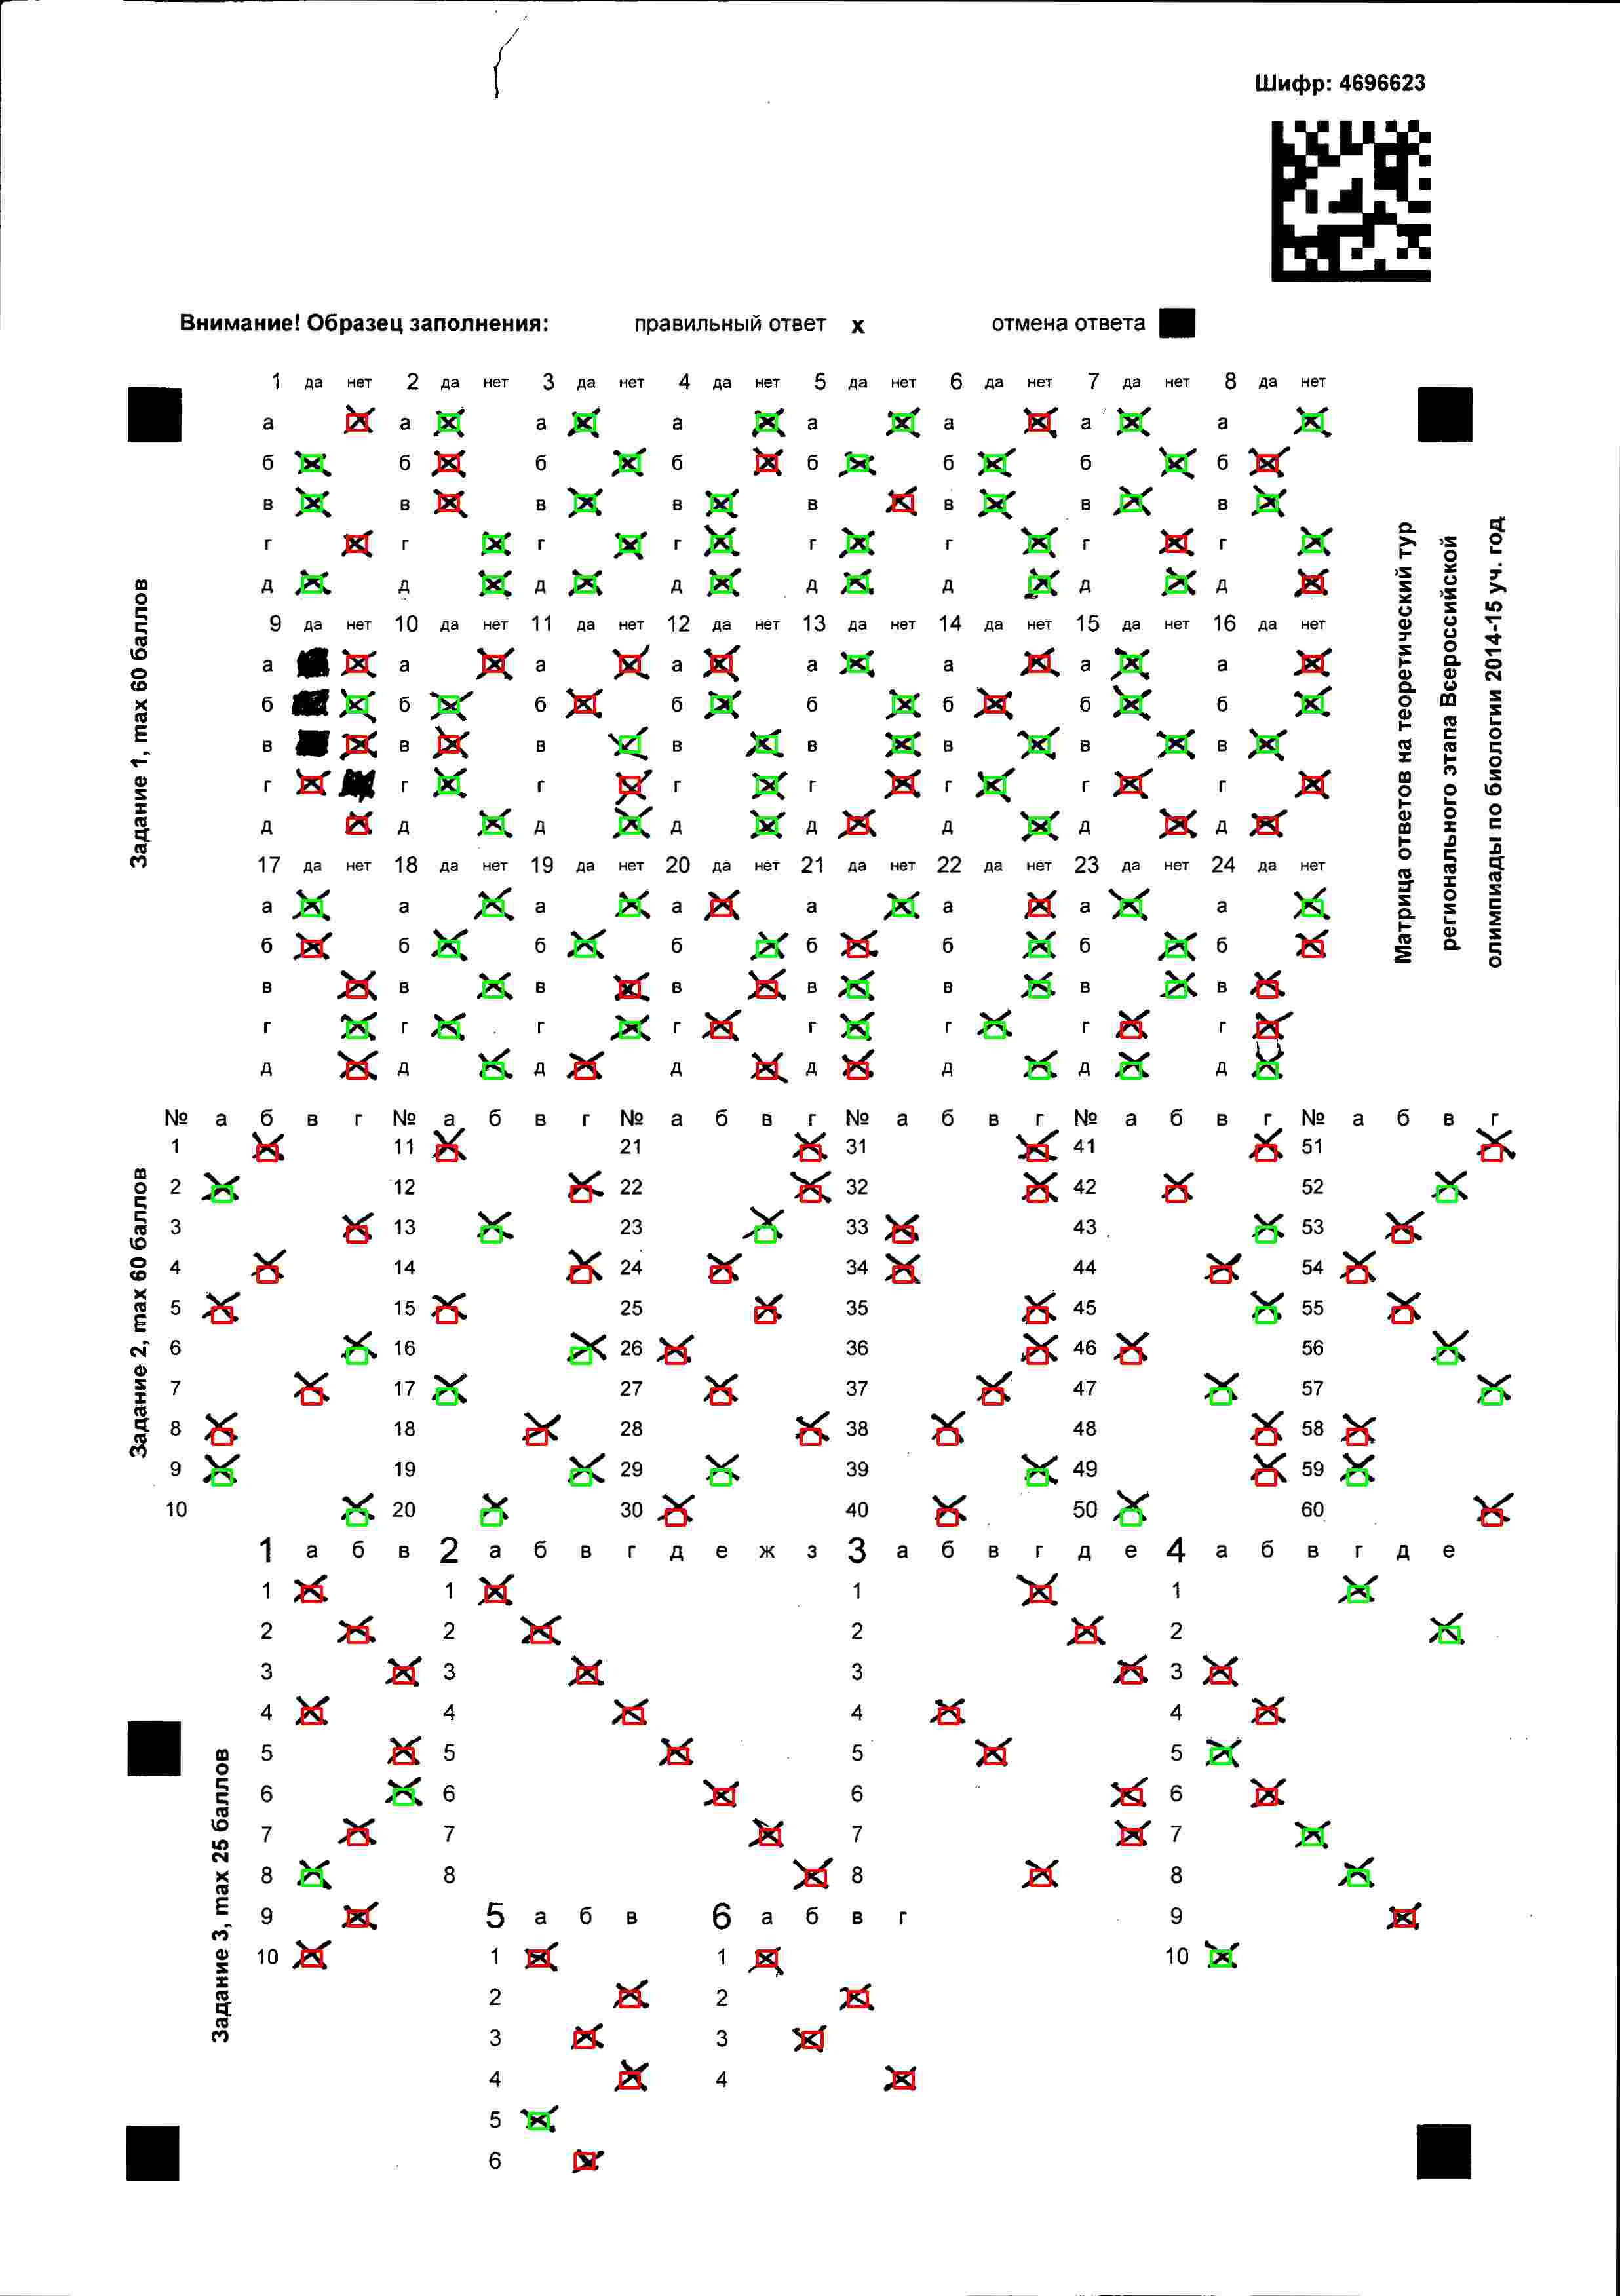 Шифр: 4696623
Внимание! Образец заполнения: правильный ответ х отмена ответа
Задание 1, max 60 баллов
1 да нет 2 да нет 3 да нет 4 да нет 5 да нет 6 да нет 7 да нет 8 да нет
а а а а а а а а
б б б б б б б б
в в в в в в в в
г г г г г г г г
д д д д д д д д
9 да нет 10 да нет 11 да нет 12 да нет 13 да нет 14 да нет 15 да нет 16 да нет
а а а а а а а а
б б б б б б б б
в в в в в в в в
г г г г г г г г
д д д д д д д д
17 да нет 18 да нет 19 да нет 20 да нет 21 да нет 22 да нет 23 да нет 24 да нет
а а а а а а а а
б б б б б б б б
в в в в в в в в
г г г г г г г г
д д д д д д д д
Матрица ответов на теоретический тур
регионального этапа Всероссийской
олимпиады по биологии 2014-15 уч. год
Задание 2, max 60 баллов
№ а б в г № а б в г № а б в г № а б в г № а б в г № а б в г
1 11 21 31 41 51
2 12 22 32 42 52
3 13 23 33 43 53
4 14 24 34 44 54
5 15 25 35 45 55
6 16 26 36 46 56
7 17 27 37 47 57
8 18 28 38 48 58
9 19 29 39 49 59
10 20 30 40 50 60
Задание 3, max 25 баллов
1 а б в 2 а б в г д е ж з 3 а б в г д е 4 а б в г д е
1 1 1 1
2 2 2 2
3 3 3 3
4 4 4 4
5 5 5 5
6 6 6 6
7 7 7 7
8 8 8 8
9 5 а б в 6 а б в г 9
10 1 1 10
2 2
3 3
4 4
5
6